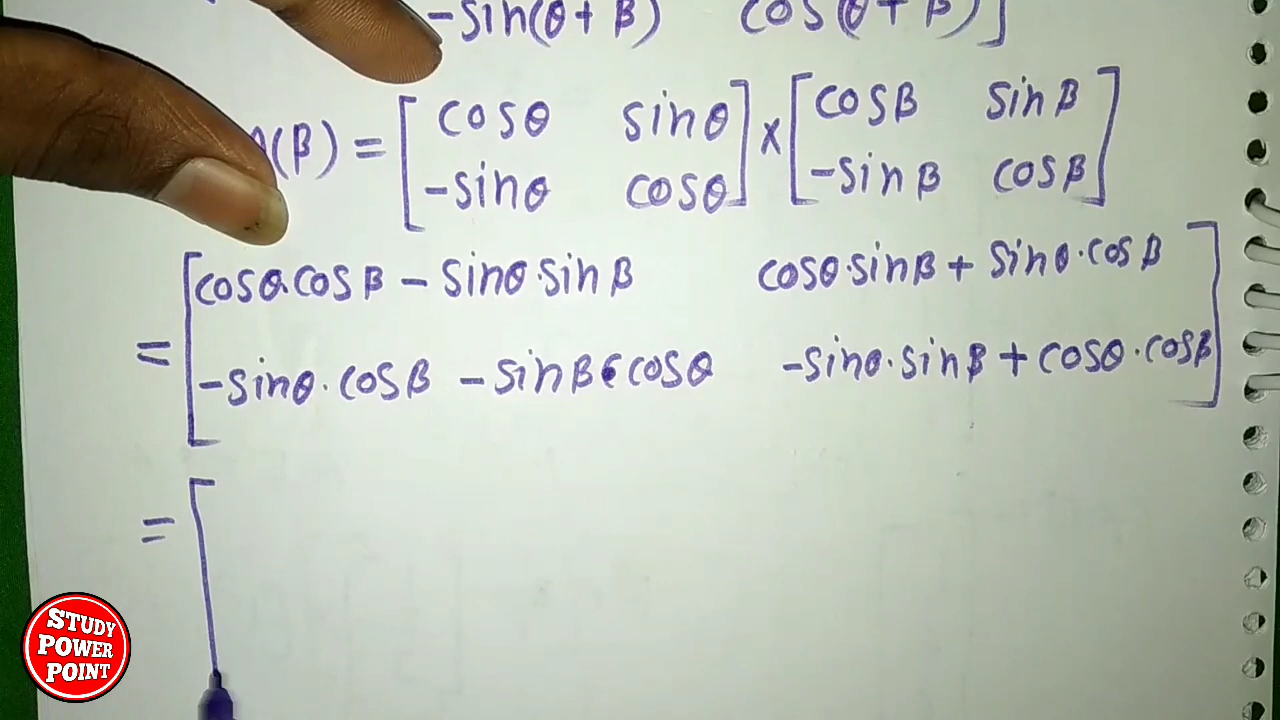 -sin(θ+β) cos(θ+β)]
(β) = [cosθ sinθ] × [cosβ sinβ]
-sinθ cosθ -sinβ cosβ
[cosθ.cosβ - sinθ.sinβ cosθ.sinβ + sinθ.cosβ]
=
-sinθ.cosβ - sinβ cosθ -sinθ.sinβ + cosθ.cosβ
= [
STUDY
POWER
POINT